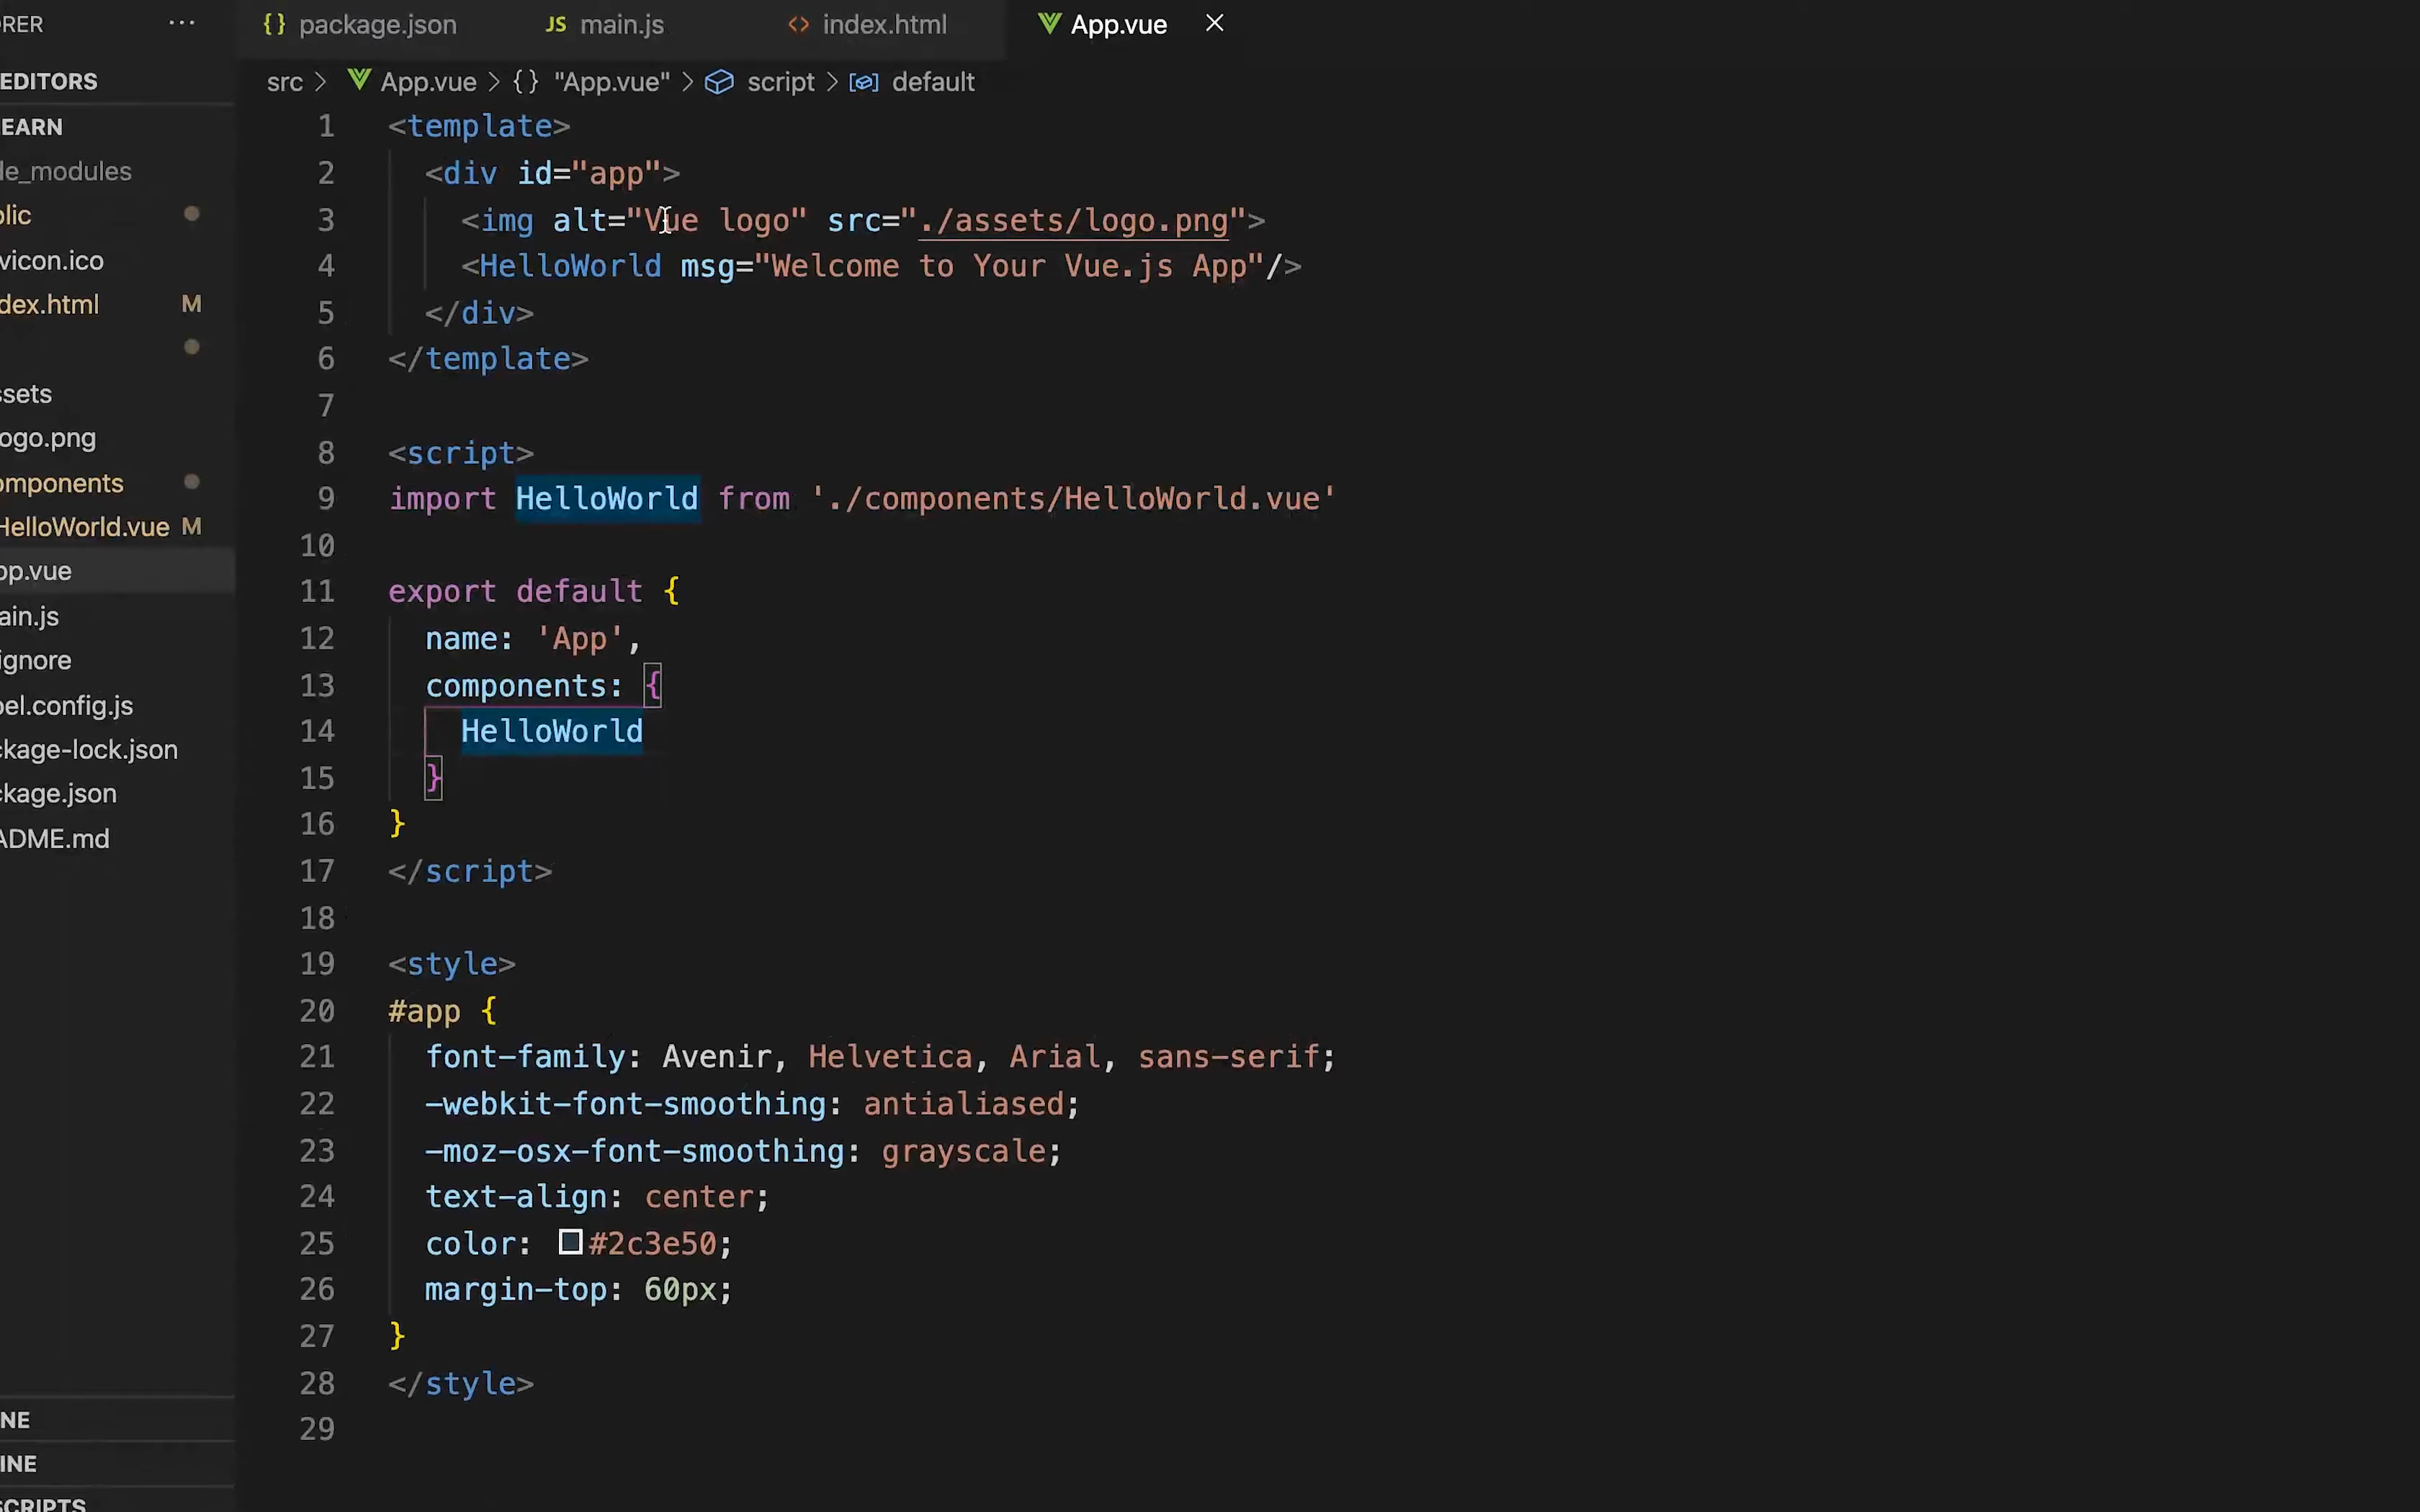 RER ...
EDITORS
EARN
le_modules
lic
vicon.ico
dex.html M
ssets
ogo.png
omponents
HelloWorld.vue M
pp.vue
ain.js
ignore
pel.config.js
ckage-lock.json
ckage.json
ADME.md
NE
INE
SCRIPTS
{} package.json JS main.js <> index.html App.vue ×
src > App.vue > {} "App.vue" > script > default
1 <template>
2 <div id="app">
3 <img alt="Vue logo" src="./assets/logo.png">
4 <HelloWorld msg="Welcome to Your Vue.js App"/>
5 </div>
6 </template>
7
8 <script>
9 import HelloWorld from './components/HelloWorld.vue'
10
11 export default {
12 name: 'App',
13 components: {
14 HelloWorld
15 }
16 }
17 </script>
18
19 <style>
20 #app {
21 font-family: Avenir, Helvetica, Arial, sans-serif;
22 -webkit-font-smoothing: antialiased;
23 -moz-osx-font-smoothing: grayscale;
24 text-align: center;
25 color: #2c3e50;
26 margin-top: 60px;
27 }
28 </style>
29